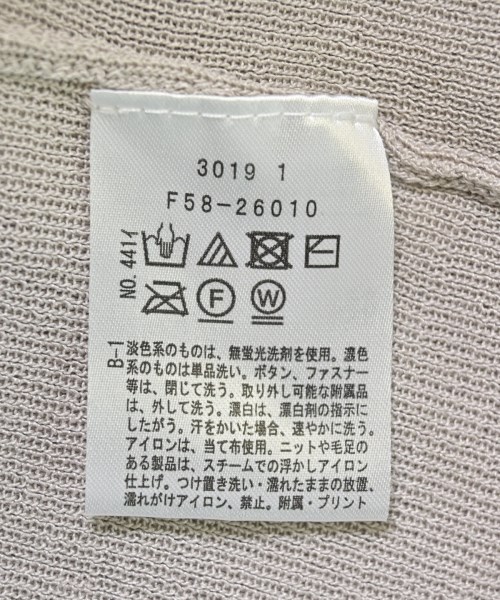 3019 1
F58-26010
NO. 441イ
F
W
B-1
淡色系のものは、無蛍光洗剤を使用。濃色
系のものは単品洗い。ボタン、ファスナー
等は、閉じて洗う。取り外し可能な附属品
は、外して洗う。漂白は、漂白剤の指示に
したがう。汗をかいた場合、速やかに洗う。
アイロンは、当て布使用。ニットや毛足の
ある製品は、スチームでの浮かしアイロン
仕上げ。つけ置き洗い・濡れたままの放置、
濡れがけアイロン、禁止。附属・プリント